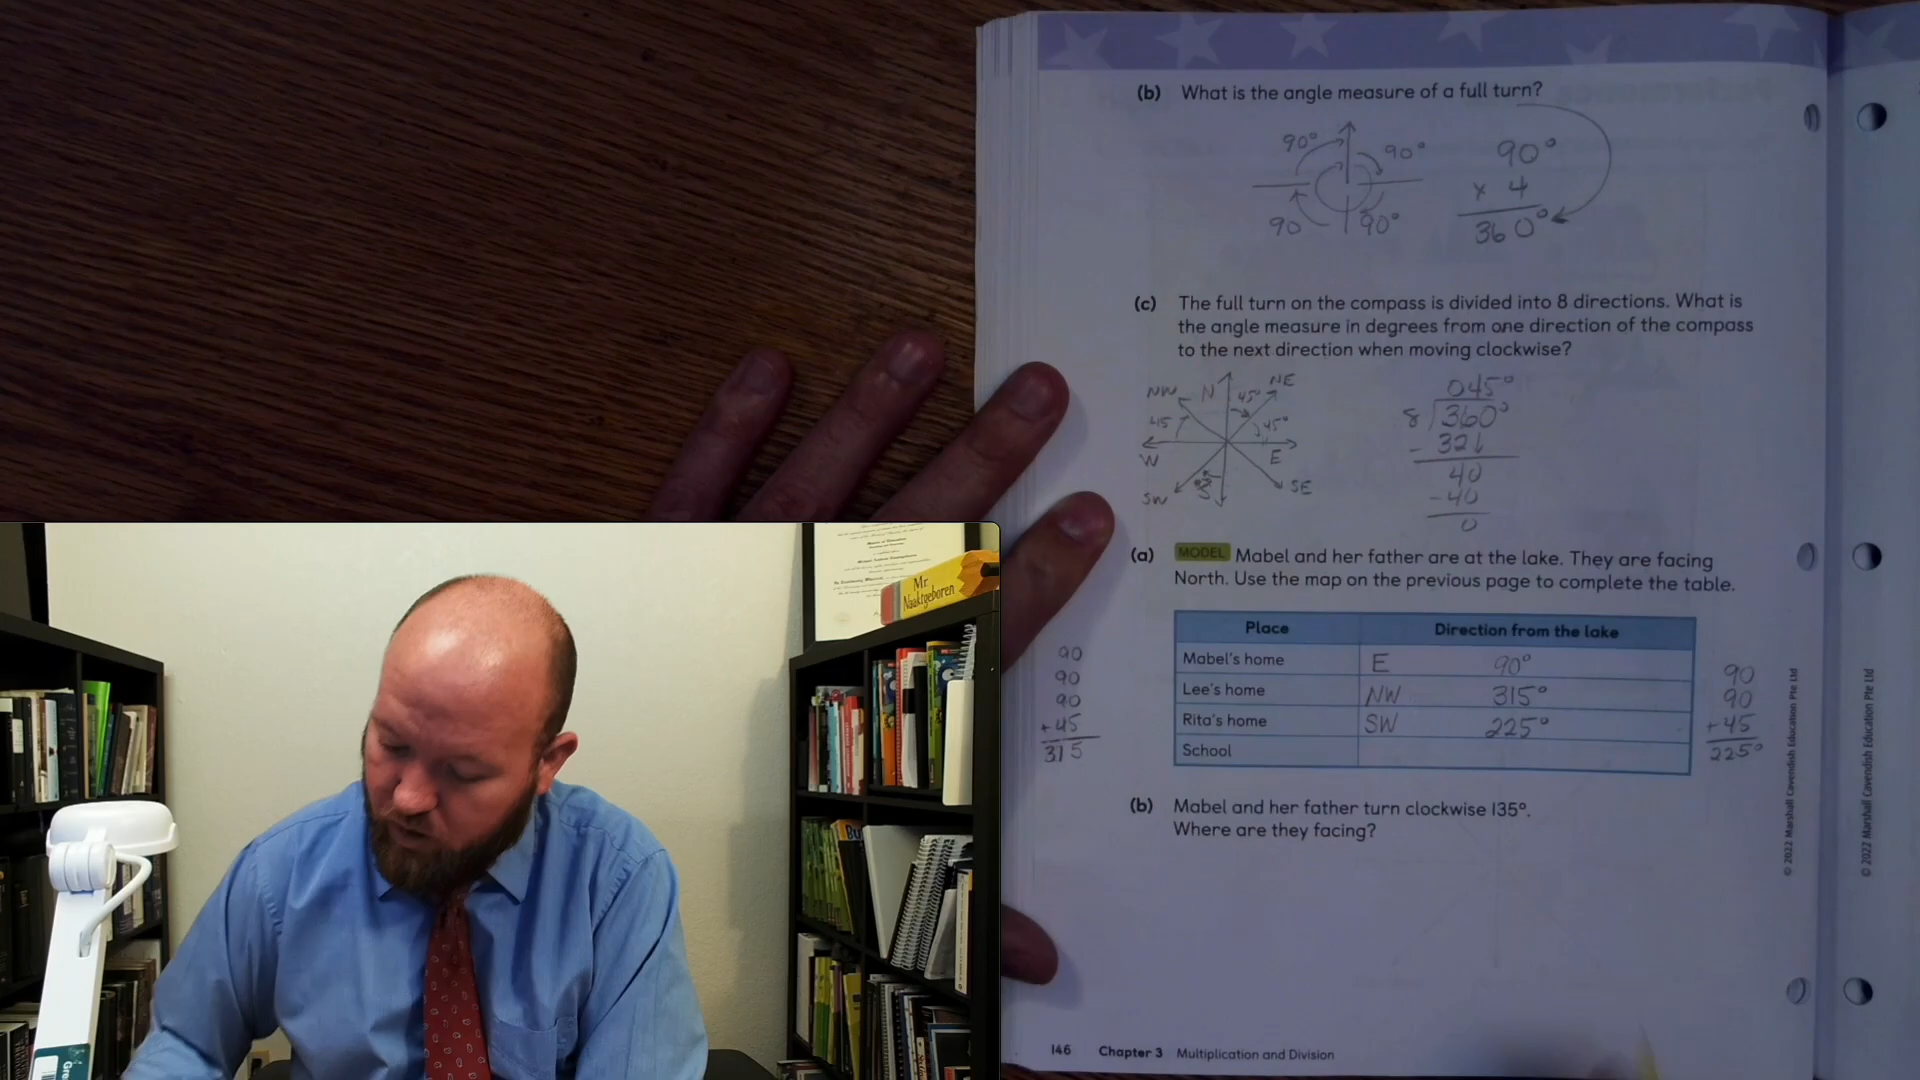 (b) What is the angle measure of a full turn?
90° 90° 90°
x 4
90 90° 360°
(c) The full turn on the compass is divided into 8 directions. What is
the angle measure in degrees from one direction of the compass
to the next direction when moving clockwise?
NW N NE 045°
45 45° 45° 8 360°
- 32↓
W E 40
SW S SE -40
0
(a) MODEL Mabel and her father are at the lake. They are facing
North. Use the map on the previous page to complete the table.
Place Direction from the lake
Mabel's home E 90°
Lee's home NW 315°
Rita's home SW 225°
School
90
90
90
+45
315
90
90
+45
225°
(b) Mabel and her father turn clockwise 135°.
Where are they facing?
146 Chapter 3 Multiplication and Division
© 2022 Marshall Cavendish Education Pte Ltd
© 2022 Marshall Cavendish Education Pte Ltd
Mr.
Naaktgeboren